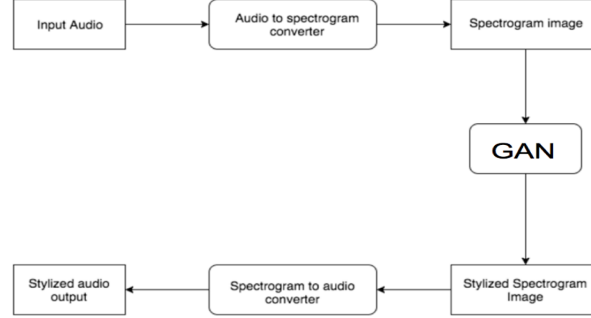 Input Audio
Audio to spectrogram
converter
Spectrogram image
GAN
Stylized audio
output
Spectrogram to audio
converter
Stylized Spectrogram
Image